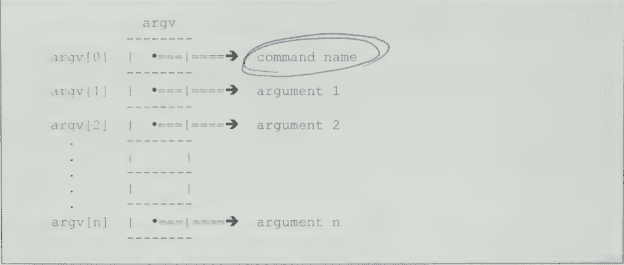 argv
argv[0] | •===|====➔ command name
argv[1] | •===|====➔ argument 1
argv[2] | •===|====➔ argument 2
. | |
.
. | |
.
argv[n] | •===|====➔ argument n